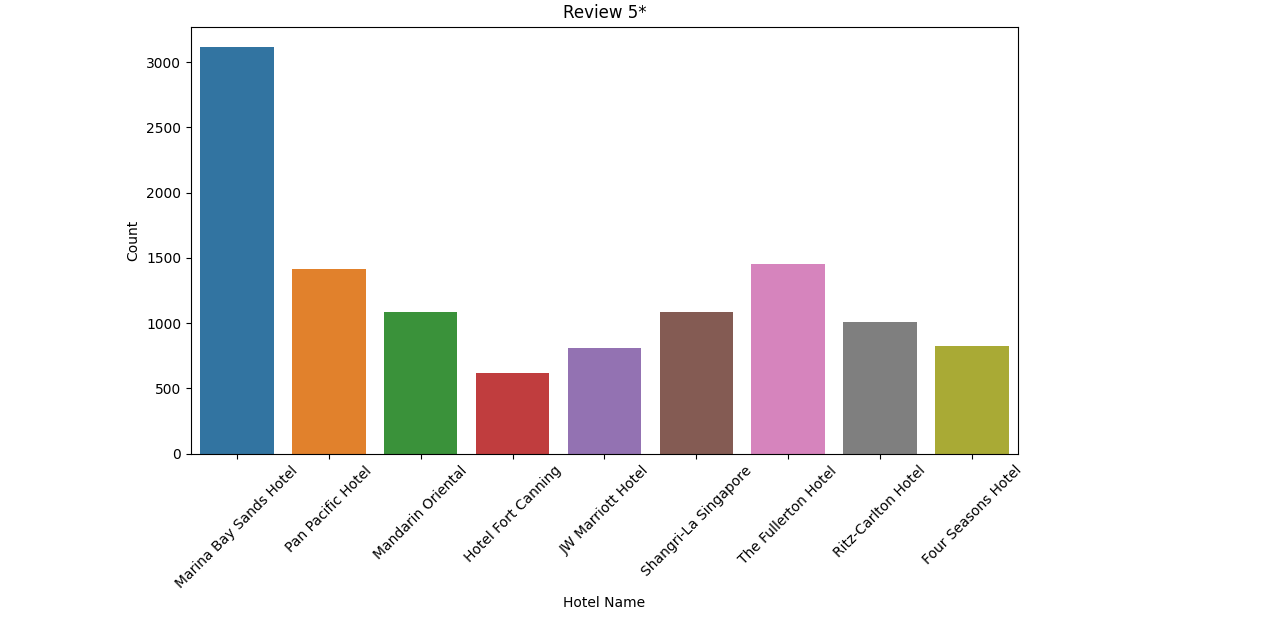 Review 5*
3000
2500
2000
1500
1000
500
0
Count
Marina Bay Sands Hotel
Pan Pacific Hotel
Mandarin Oriental
Hotel Fort Canning
JW Marriott Hotel
Shangri-La Singapore
The Fullerton Hotel
Ritz-Carlton Hotel
Four Seasons Hotel
Hotel Name